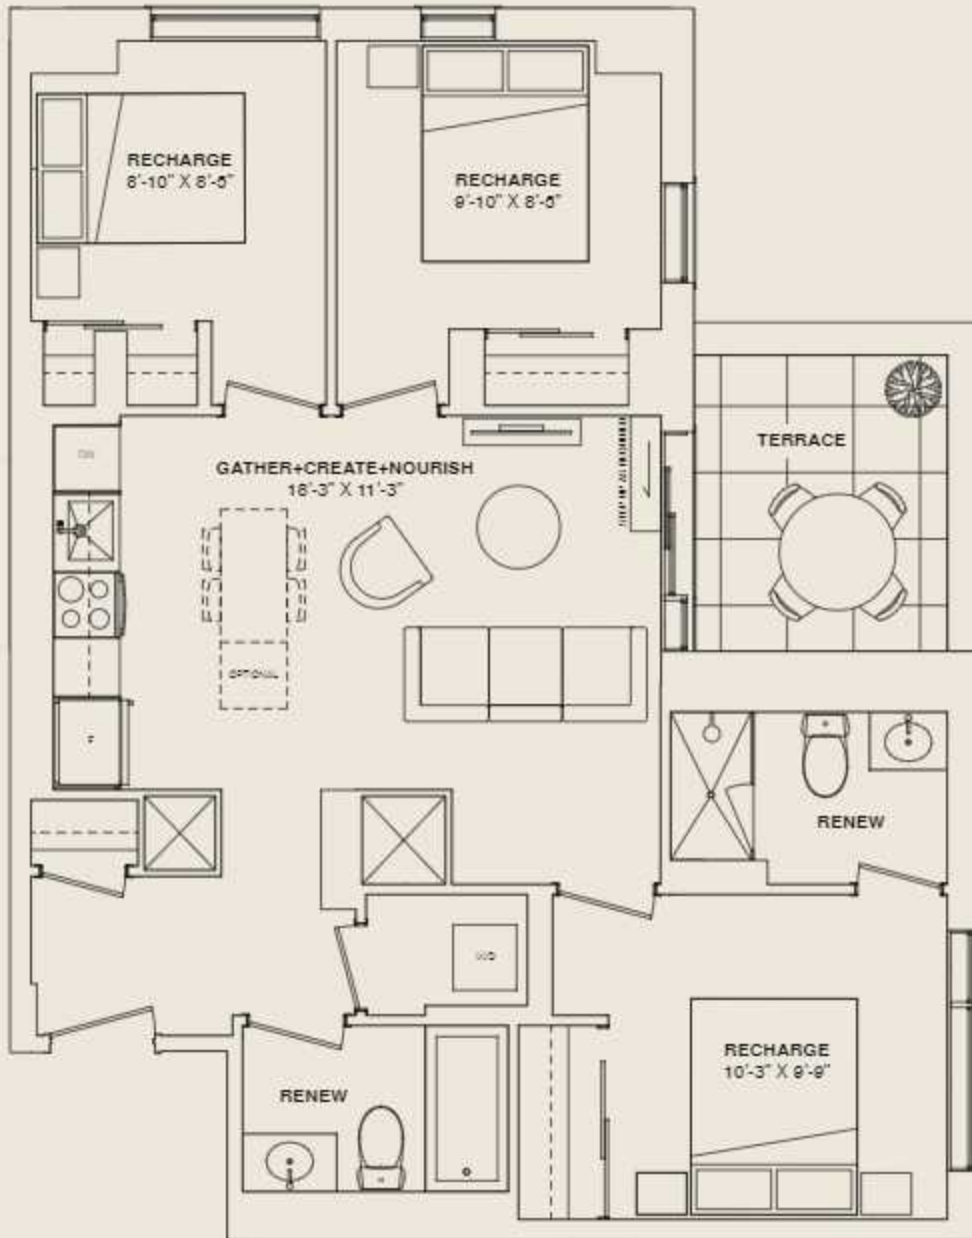 RECHARGE
8'-10" X 8'-5"
RECHARGE
9'-10" X 8'-5"
TERRACE
GATHER+CREATE+NOURISH
18'-3" X 11'-3"
OPTIONAL
F
RENEW
W/D
RECHARGE
10'-3" X 9'-9"
RENEW